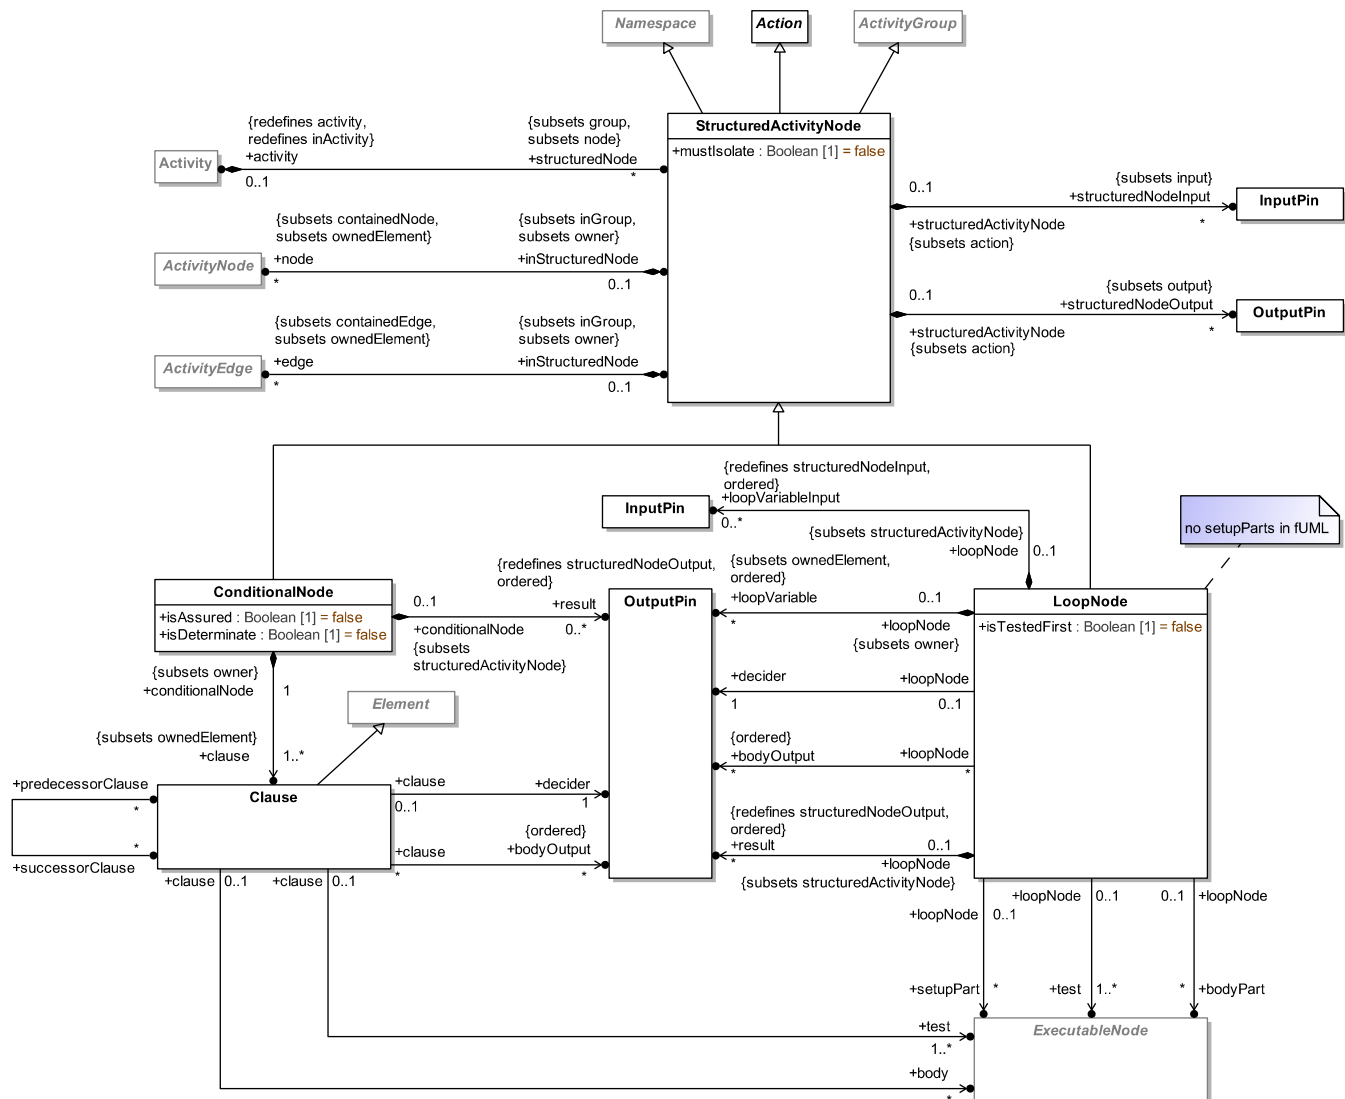 Namespace
Action
ActivityGroup
{redefines activity,
redefines inActivity}
+activity
0..1
{subsets group,
subsets node}
+structuredNode
*
Activity
StructuredActivityNode
+mustIsolate : Boolean [1] = false
{subsets input}
+structuredNodeInput
0..1
*
+structuredActivityNode
{subsets action}
InputPin
{subsets containedNode,
subsets ownedElement}
+node
*
{subsets inGroup,
subsets owner}
+inStructuredNode
0..1
ActivityNode
{subsets output}
+structuredNodeOutput
0..1
*
+structuredActivityNode
{subsets action}
OutputPin
{subsets containedEdge,
subsets ownedElement}
+edge
*
{subsets inGroup,
subsets owner}
+inStructuredNode
0..1
ActivityEdge
{redefines structuredNodeInput,
ordered}
+loopVariableInput
0..*
InputPin
{subsets structuredActivityNode}
+loopNode
0..1
no setupParts in fUML
ConditionalNode
+isAssured : Boolean [1] = false
+isDeterminate : Boolean [1] = false
{redefines structuredNodeOutput,
ordered}
0..1
+result
0..*
+conditionalNode
{subsets
structuredActivityNode}
OutputPin
{subsets ownedElement,
ordered}
+loopVariable
0..1
*
+loopNode
{subsets owner}
LoopNode
+isTestedFirst : Boolean [1] = false
{subsets owner}
+conditionalNode
1
{subsets ownedElement}
+clause
1..*
Element
+decider
+loopNode
1
0..1
{ordered}
+bodyOutput
+loopNode
*
*
+predecessorClause
*
*
+successorClause
Clause
+clause
+decider
0..1
1
{ordered}
+clause
+bodyOutput
*
*
{redefines structuredNodeOutput,
ordered}
+result
0..1
*
+loopNode
{subsets structuredActivityNode}
+clause
0..1
+clause
0..1
+loopNode
0..1
+loopNode
0..1
0..1
+loopNode
+setupPart
*
+test
1..*
*
+bodyPart
ExecutableNode
+test
1..*
+body
*